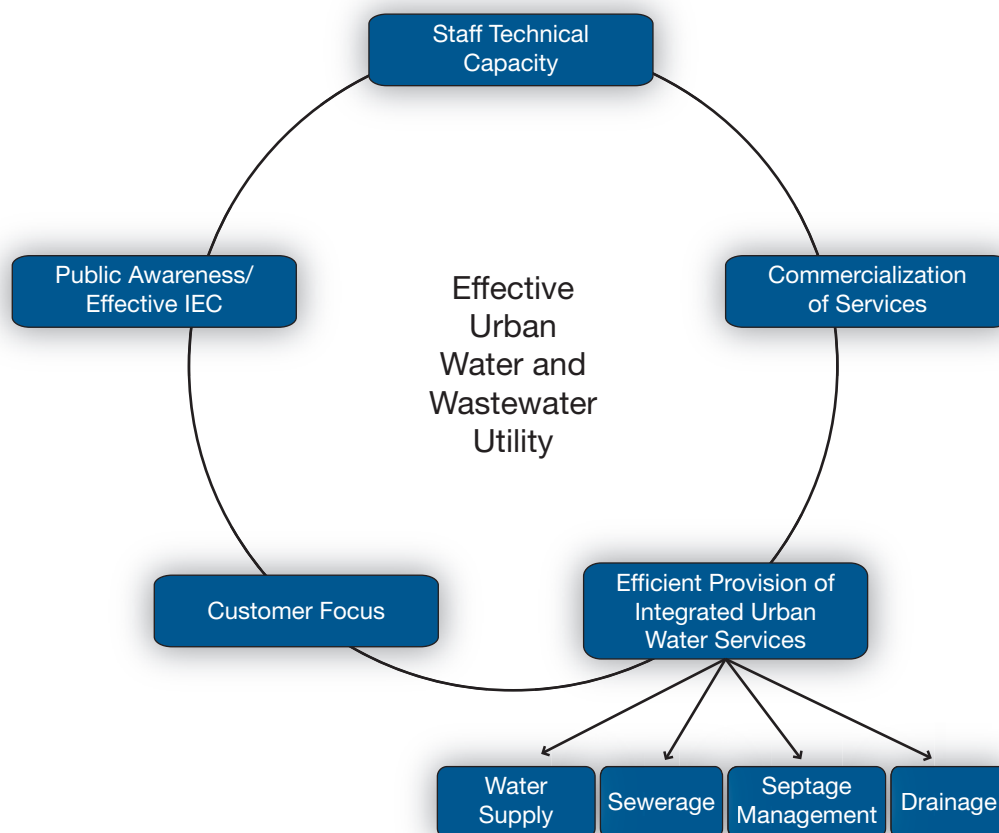 Staff Technical
Capacity
Public Awareness/
Effective IEC
Commercialization
of Services
Effective
Urban
Water and
Wastewater
Utility
Customer Focus
Efficient Provision of
Integrated Urban
Water Services
Water
Supply
Sewerage
Septage
Management
Drainage